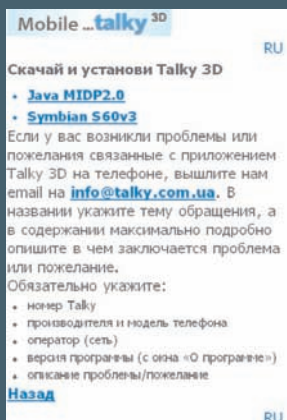 Mobile ...talky 3D
RU
Скачай и установи Talky 3D
• Java MIDP2.0
• Symbian S60v3
Если у вас возникли проблемы или
пожелания связанные с приложением
Talky 3D на телефоне, вышлите нам
email на info@talky.com.ua. В
названии укажите тему обращения, а
в содержании максимально подробно
опишите в чем заключается проблема
или пожелание.
Обязательно укажите:
• номер Talky
• производителя и модель телефона
• оператор (сеть)
• версия программы (с окна «О программе»)
• описание проблемы/пожелание
Назад
RU